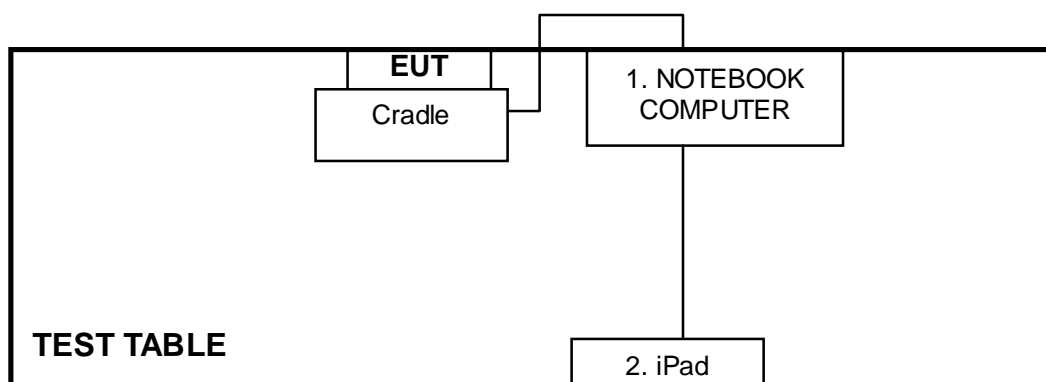 EUT
Cradle
1. NOTEBOOK
COMPUTER
TEST TABLE
2. iPad